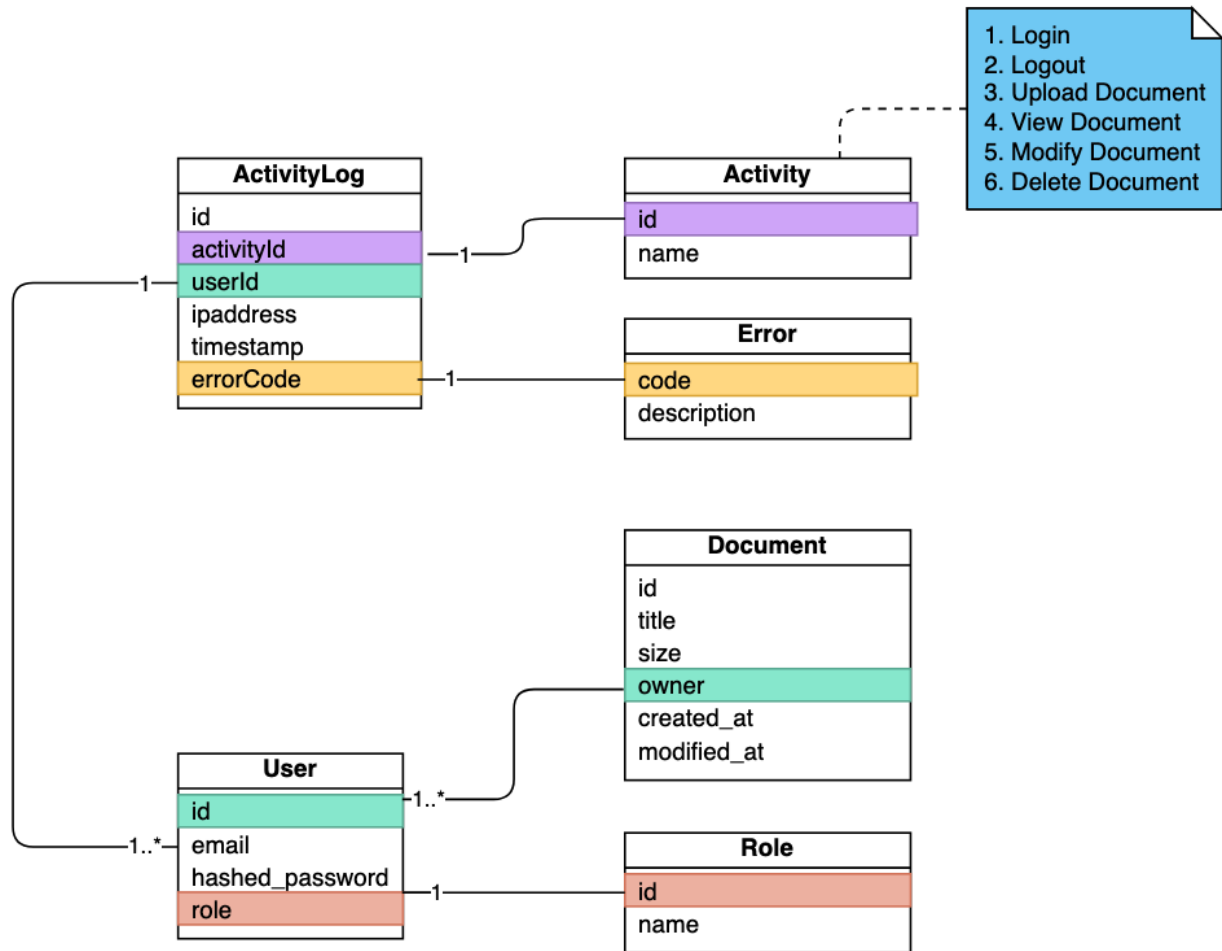 1. Login
2. Logout
3. Upload Document
4. View Document
5. Modify Document
6. Delete Document
ActivityLog
id
activityId
userId
ipaddress
timestamp
errorCode
1
1
1
Activity
id
name
Error
code
description
Document
id
title
size
owner
created_at
modified_at
User
id
email
hashed_password
role
1..*
1..*
1
Role
id
name